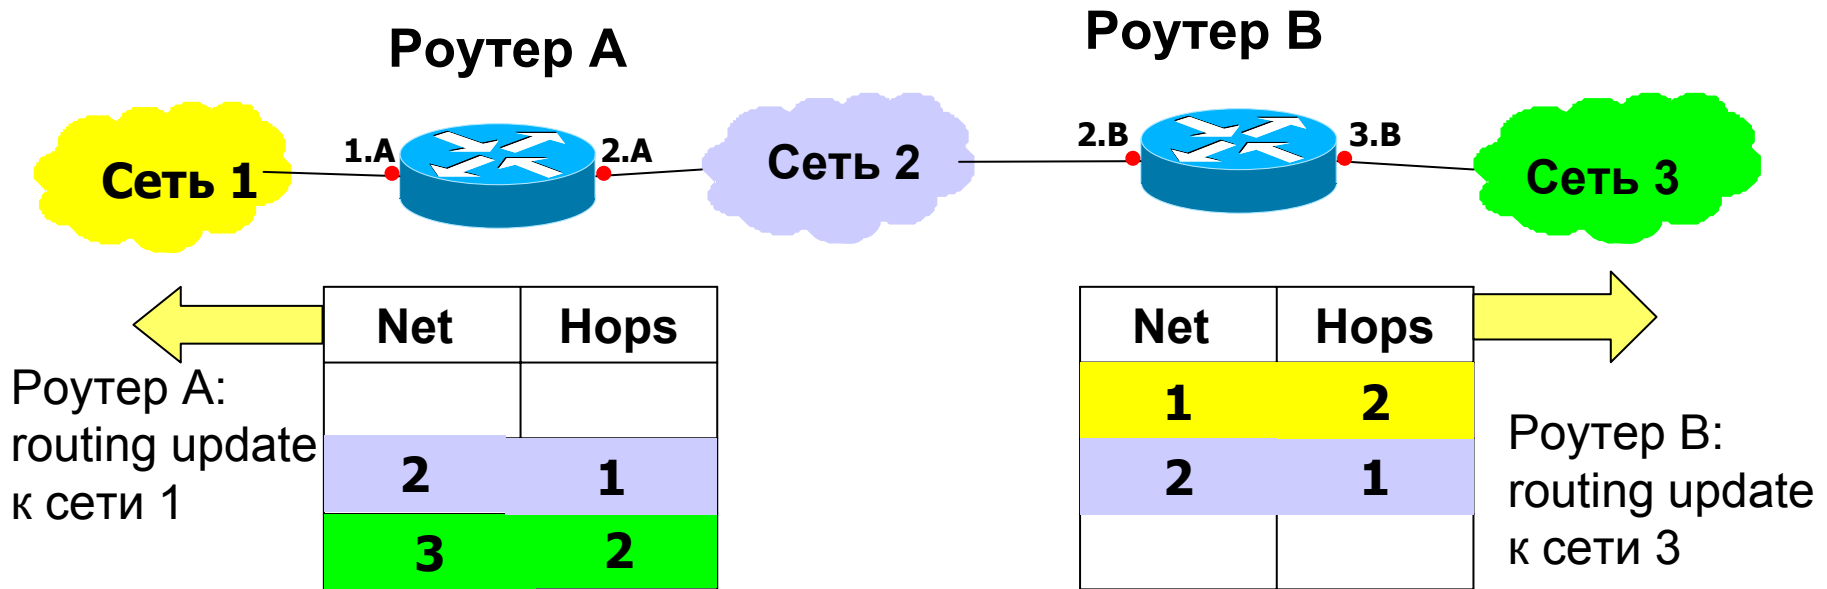 Роутер A
Роутер B
Сеть 1
1.A
2.A
Сеть 2
2.B
3.B
Сеть 3
Роутер A:
routing update
к сети 1
Net Hops
2 1
3 2
Net Hops
1 2
2 1
Роутер B:
routing update
к сети 3